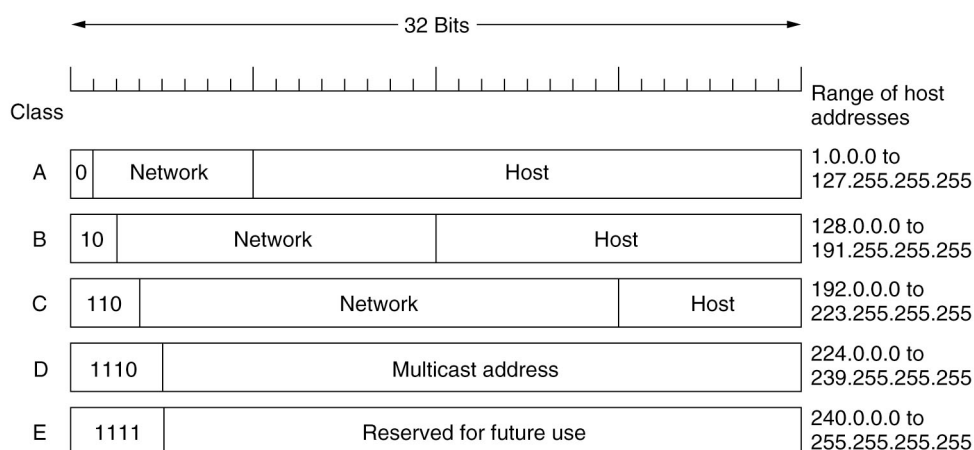 32 Bits
Range of host
addresses
Class
A 0 Network Host 1.0.0.0 to
127.255.255.255
B 10 Network Host 128.0.0.0 to
191.255.255.255
C 110 Network Host 192.0.0.0 to
223.255.255.255
D 1110 Multicast address 224.0.0.0 to
239.255.255.255
E 1111 Reserved for future use 240.0.0.0 to
255.255.255.255